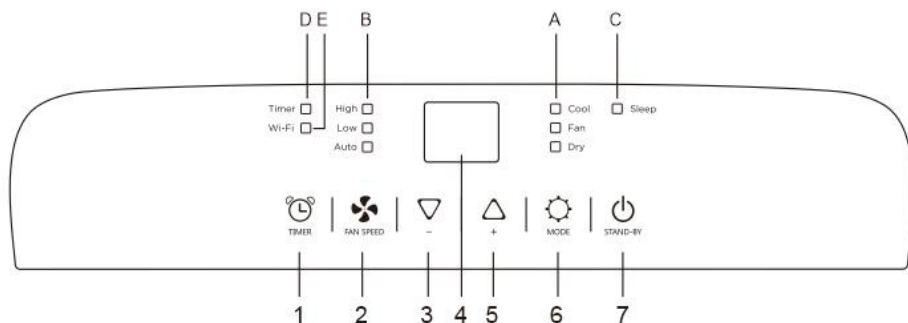 D E B A C
Timer High Cool Sleep
Wi-Fi Low Fan
Auto Dry
TIMER FAN SPEED - + MODE STAND-BY
1 2 3 4 5 6 7